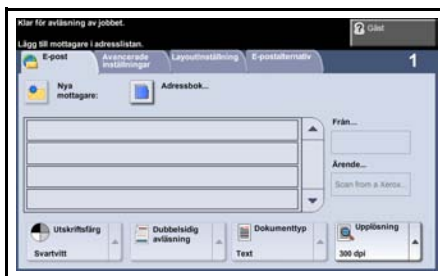 Klar för avläsning av jobbet.
Gäst
Lägg till mottagare i adresslistan.
E-post
Avancerade
inställningar
Layoutinställning
E-postalternativ
1
Nya
mottagare:
Adressbok...
Från...
Ärende...
Scan from a Xerox...
Utskriftsfärg
Svartvitt
Dubbelsidig
avläsning
Dokumenttyp
Text
Upplösning
300 dpi